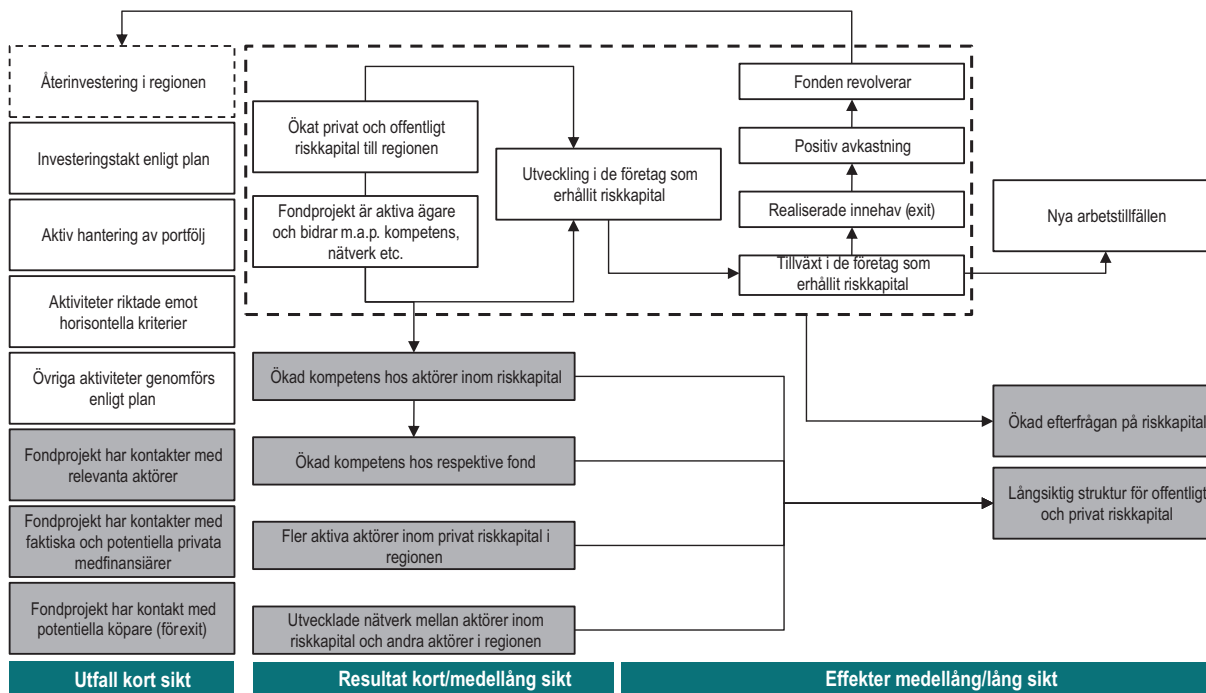 Återinvestering i regionen
Investeringstakt enligt plan
Aktiv hantering av portfölj
Aktiviteter riktade emot
horisontella kriterier
Övriga aktiviteter genomförs
enligt plan
Fondprojekt har kontakter med
relevanta aktörer
Fondprojekt har kontakter med
faktiska och potentiella privata
medfinansiärer
Fondprojekt har kontakt med
potentiella köpare (för exit)
Utfall kort sikt
Ökat privat och offentligt
riskkapital till regionen
Fondprojekt är aktiva ägare
och bidrar m.a.p. kompetens,
nätverk etc.
Utveckling i de företag som
erhållit riskkapital
Ökad kompetens hos aktörer inom riskkapital
Ökad kompetens hos respektive fond
Fler aktiva aktörer inom privat riskkapital i
regionen
Utvecklade nätverk mellan aktörer inom
riskkapital och andra aktörer i regionen
Resultat kort/medellång sikt
Fonden revolverar
Positiv avkastning
Realiserade innehav (exit)
Tillväxt i de företag som
erhållit riskkapital
Nya arbetstillfällen
Ökad efterfrågan på riskkapital
Långsiktig struktur för offentligt
och privat riskkapital
Effekter medellång/lång sikt